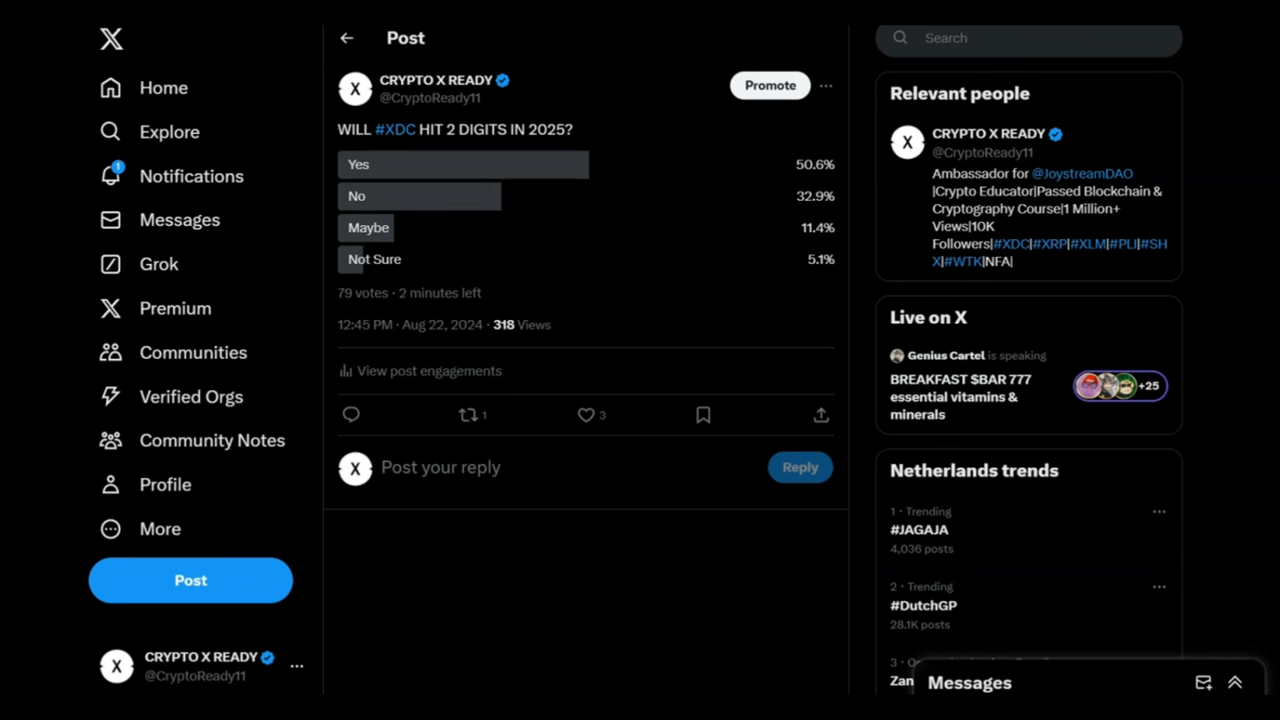 X
Home
Explore
1
Notifications
Messages
Grok
Premium
Communities
Verified Orgs
Community Notes
Profile
More
Post
X
CRYPTO X READY
@CryptoReady11
Post
X
CRYPTO X READY
@CryptoReady11
Promote
WILL #XDC HIT 2 DIGITS IN 2025?
Yes 50.6%
No 32.9%
Maybe 11.4%
Not Sure 5.1%
79 votes · 2 minutes left
12:45 PM · Aug 22, 2024 · 318 Views
View post engagements
1 3
X
Post your reply
Reply
Search
Relevant people
X
CRYPTO X READY
@CryptoReady11
Ambassador for @JoystreamDAO
|Crypto Educator|Passed Blockchain &
Cryptography Course|1 Million+
Views|10K
Followers|#XDC|#XRP|#XLM|#PLI|#SH
X|#WTK|NFA|
Live on X
Genius Cartel is speaking
BREAKFAST $BAR 777
essential vitamins &
minerals
+25
Netherlands trends
1 · Trending
#JAGAJA
4,036 posts
2 · Trending
#DutchGP
28.1K posts
3 ·
Zan
Messages